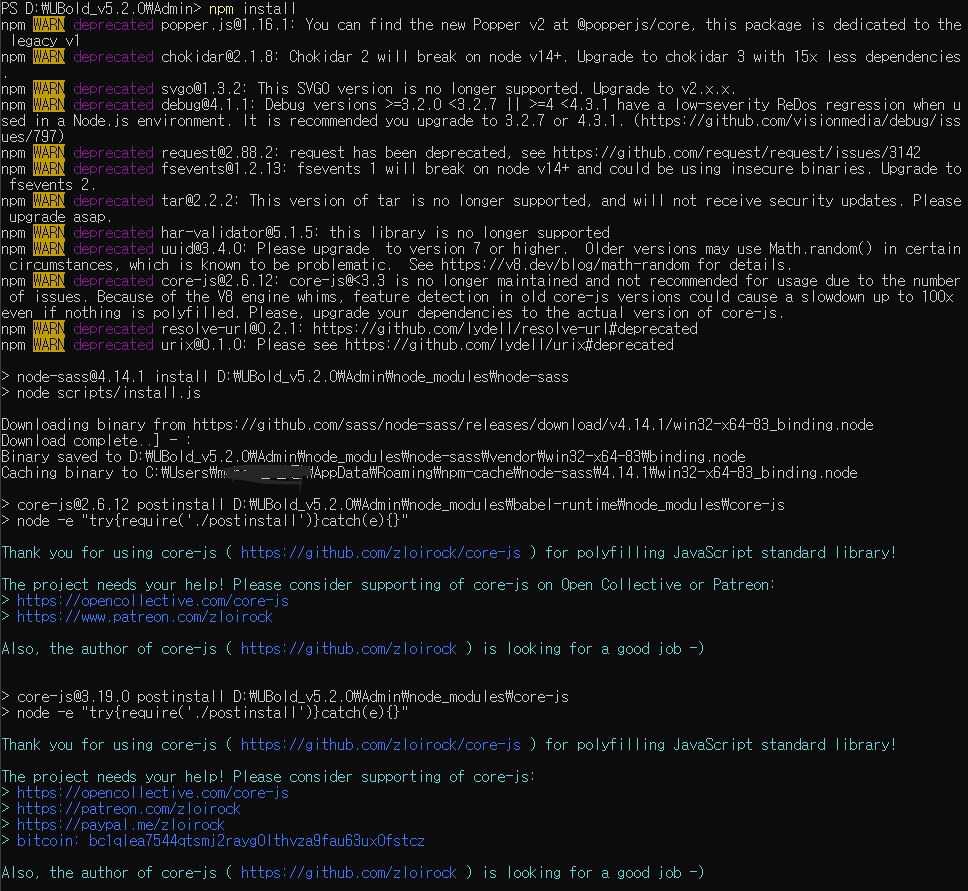 PS D:₩UBold_v5.2.0₩Admin> npm install
npm WARN deprecated popper.js@1.16.1: You can find the new Popper v2 at @popperjs/core, this package is dedicated to the
legacy v1
npm WARN deprecated chokidar@2.1.8: Chokidar 2 will break on node v14+. Upgrade to chokidar 3 with 15x less dependencies
.
npm WARN deprecated svgo@1.3.2: This SVGO version is no longer supported. Upgrade to v2.x.x.
npm WARN deprecated debug@4.1.1: Debug versions >=3.2.0 <3.2.7 || >=4 <4.3.1 have a low-severity ReDos regression when u
sed in a Node.js environment. It is recommended you upgrade to 3.2.7 or 4.3.1. (https://github.com/visionmedia/debug/iss
ues/797)
npm WARN deprecated request@2.88.2: request has been deprecated, see https://github.com/request/request/issues/3142
npm WARN deprecated fsevents@1.2.13: fsevents 1 will break on node v14+ and could be using insecure binaries. Upgrade to
fsevents 2.
npm WARN deprecated tar@2.2.2: This version of tar is no longer supported, and will not receive security updates. Please
upgrade asap.
npm WARN deprecated har-validator@5.1.5: this library is no longer supported
npm WARN deprecated uuid@3.4.0: Please upgrade  to version 7 or higher.  Older versions may use Math.random() in certain
circumstances, which is known to be problematic.  See https://v8.dev/blog/math-random for details.
npm WARN deprecated core-js@2.6.12: core-js@<3.3 is no longer maintained and not recommended for usage due to the number
of issues. Because of the V8 engine whims, feature detection in old core-js versions could cause a slowdown up to 100x
even if nothing is polyfilled. Please, upgrade your dependencies to the actual version of core-js.
npm WARN deprecated resolve-url@0.2.1: https://github.com/lydell/resolve-url#deprecated
npm WARN deprecated urix@0.1.0: Please see https://github.com/lydell/urix#deprecated
> node-sass@4.14.1 install D:₩UBold_v5.2.0₩Admin₩node_modules₩node-sass
> node scripts/install.js
Downloading binary from https://github.com/sass/node-sass/releases/download/v4.14.1/win32-x64-83_binding.node
Download complete..] - :
Binary saved to D:₩UBold_v5.2.0₩Admin₩node_modules₩node-sass₩vendor₩win32-x64-83₩binding.node
Caching binary to C:₩Users₩ ₩AppData₩Roaming₩npm-cache₩node-sass₩4.14.1₩win32-x64-83_binding.node
> core-js@2.6.12 postinstall D:₩UBold_v5.2.0₩Admin₩node_modules₩babel-runtime₩node_modules₩core-js
> node -e "try{require('./postinstall')}catch(e){}"
Thank you for using core-js ( https://github.com/zloirock/core-js ) for polyfilling JavaScript standard library!
The project needs your help! Please consider supporting of core-js on Open Collective or Patreon:
> https://opencollective.com/core-js
> https://www.patreon.com/zloirock
Also, the author of core-js ( https://github.com/zloirock ) is looking for a good job -)
> core-js@3.19.0 postinstall D:₩UBold_v5.2.0₩Admin₩node_modules₩core-js
> node -e "try{require('./postinstall')}catch(e){}"
Thank you for using core-js ( https://github.com/zloirock/core-js ) for polyfilling JavaScript standard library!
The project needs your help! Please consider supporting of core-js:
> https://opencollective.com/core-js
> https://patreon.com/zloirock
> https://paypal.me/zloirock
> bitcoin: bc1qlea7544qtsmj2rayg0lthvza9fau63ux0fstcz
Also, the author of core-js ( https://github.com/zloirock ) is looking for a good job -)